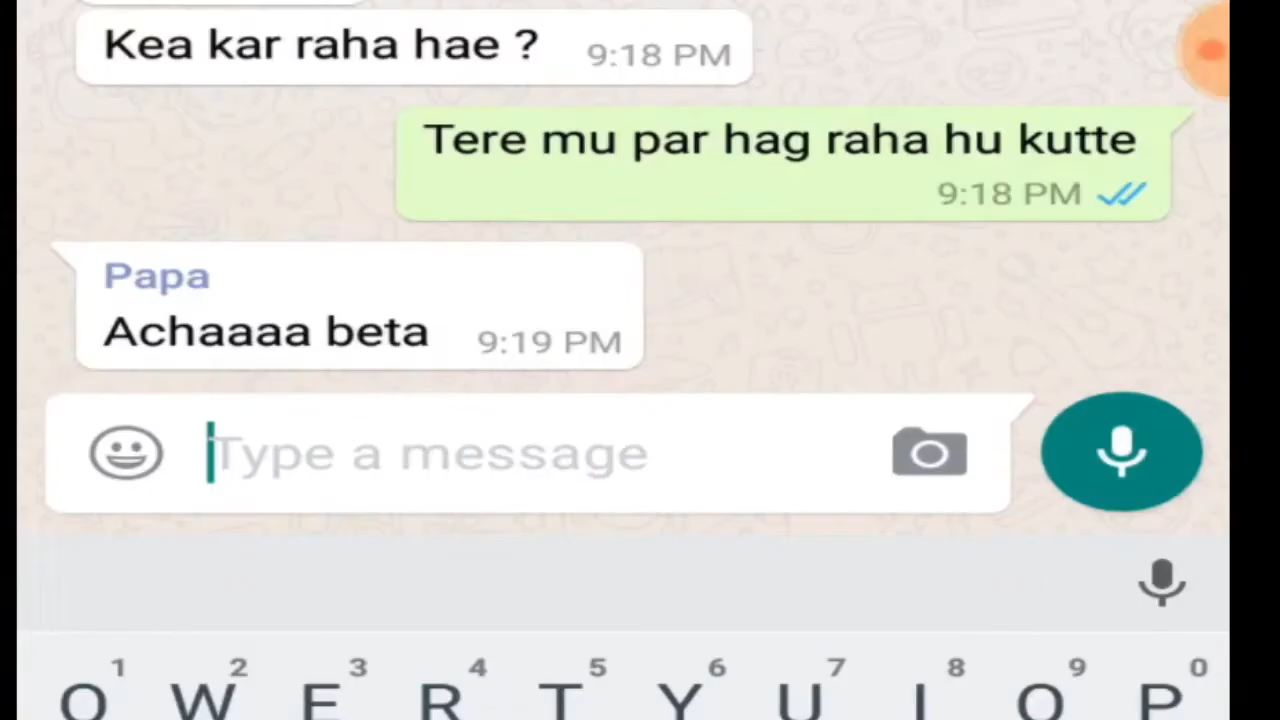 Kea kar raha hae ? 9:18 PM
Tere mu par hag raha hu kutte
9:18 PM
Papa
Achaaaa beta 9:19 PM
Type a message
1 2 3 4 5 6 7 8 9 0
Q W E R T Y U I O P